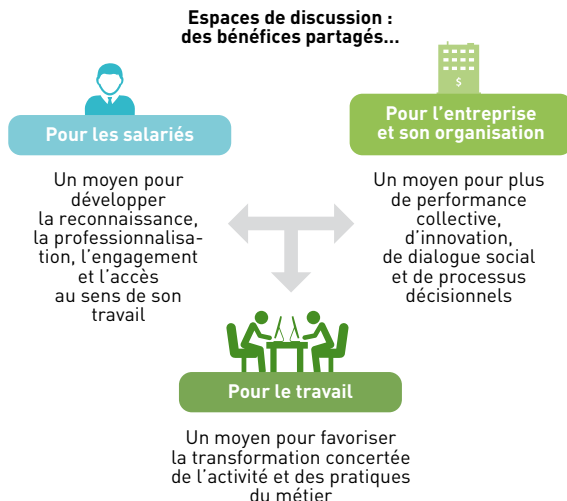 Espaces de discussion :
des bénéfices partagés...
Pour les salariés
Un moyen pour
développer
la reconnaissance,
la professionnalisa-
tion, l'engagement
et l'accès
au sens de son
travail
$
Pour l'entreprise
et son organisation
Un moyen pour plus
de performance
collective,
d'innovation,
de dialogue social
et de processus
décisionnels
Pour le travail
Un moyen pour favoriser
la transformation concertée
de l'activité et des pratiques
du métier